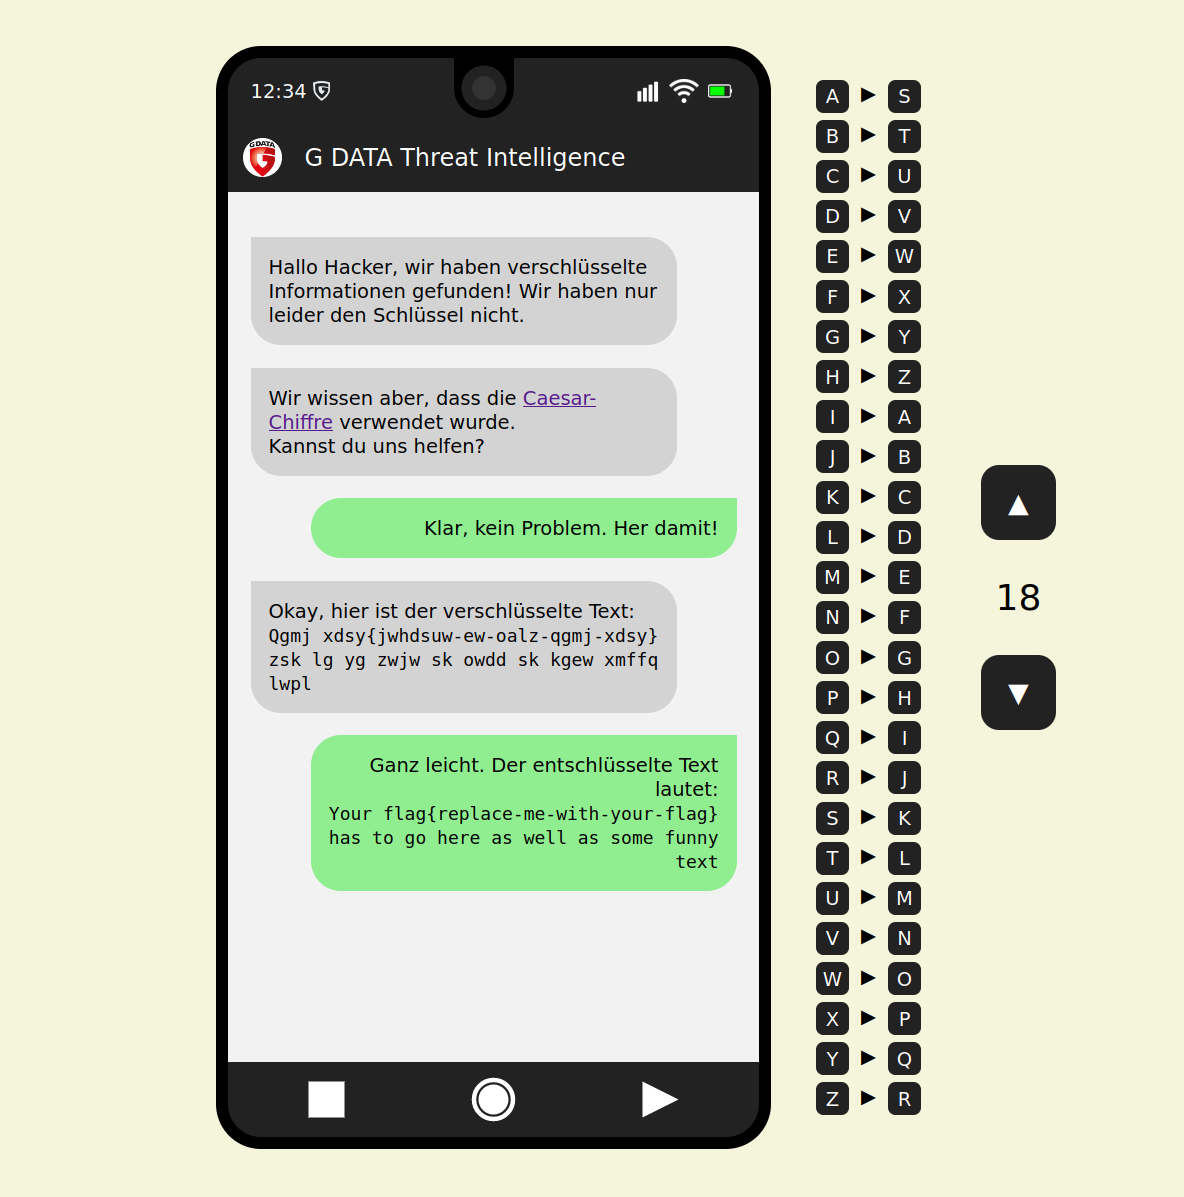 12:34
G DATA
G DATA Threat Intelligence
Hallo Hacker, wir haben verschlüsselte
Informationen gefunden! Wir haben nur
leider den Schlüssel nicht.
Wir wissen aber, dass die Caesar-
Chiffre verwendet wurde.
Kannst du uns helfen?
Klar, kein Problem. Her damit!
Okay, hier ist der verschlüsselte Text:
Qgmj xdsy{jwhdsuw-ew-oalz-qgmj-xdsy}
zsk lg yg zwjw sk owdd sk kgew xmffq
lwpl
Ganz leicht. Der entschlüsselte Text
lautet:
Your flag{replace-me-with-your-flag}
has to go here as well as some funny
text
A ▶ S
B ▶ T
C ▶ U
D ▶ V
E ▶ W
F ▶ X
G ▶ Y
H ▶ Z
I ▶ A
J ▶ B
K ▶ C
L ▶ D
M ▶ E
N ▶ F
O ▶ G
P ▶ H
Q ▶ I
R ▶ J
S ▶ K
T ▶ L
U ▶ M
V ▶ N
W ▶ O
X ▶ P
Y ▶ Q
Z ▶ R
▲
18
▼